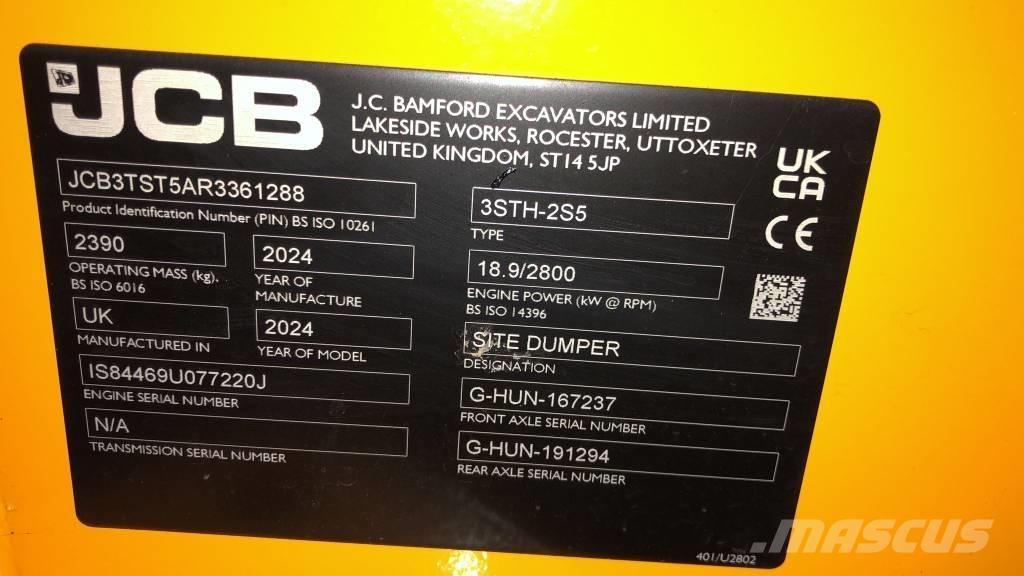 JCB
J.C. BAMFORD EXCAVATORS LIMITED
LAKESIDE WORKS, ROCESTER, UTTOXETER
UNITED KINGDOM, ST14 5JP
UK
CA
CE
JCB3TST5AR3361288
Product Identification Number (PIN) BS ISO 10261
2390
OPERATING MASS (kg).
BS ISO 6016
2024
YEAR OF
MANUFACTURE
UK
MANUFACTURED IN
2024
YEAR OF MODEL
IS84469U077220J
ENGINE SERIAL NUMBER
N/A
TRANSMISSION SERIAL NUMBER
3STH-2S5
TYPE
18.9/2800
ENGINE POWER (kW @ RPM)
BS ISO 14396
SITE DUMPER
DESIGNATION
G-HUN-167237
FRONT AXLE SERIAL NUMBER
G-HUN-191294
REAR AXLE SERIAL NUMBER
401/U2802
MASCUS